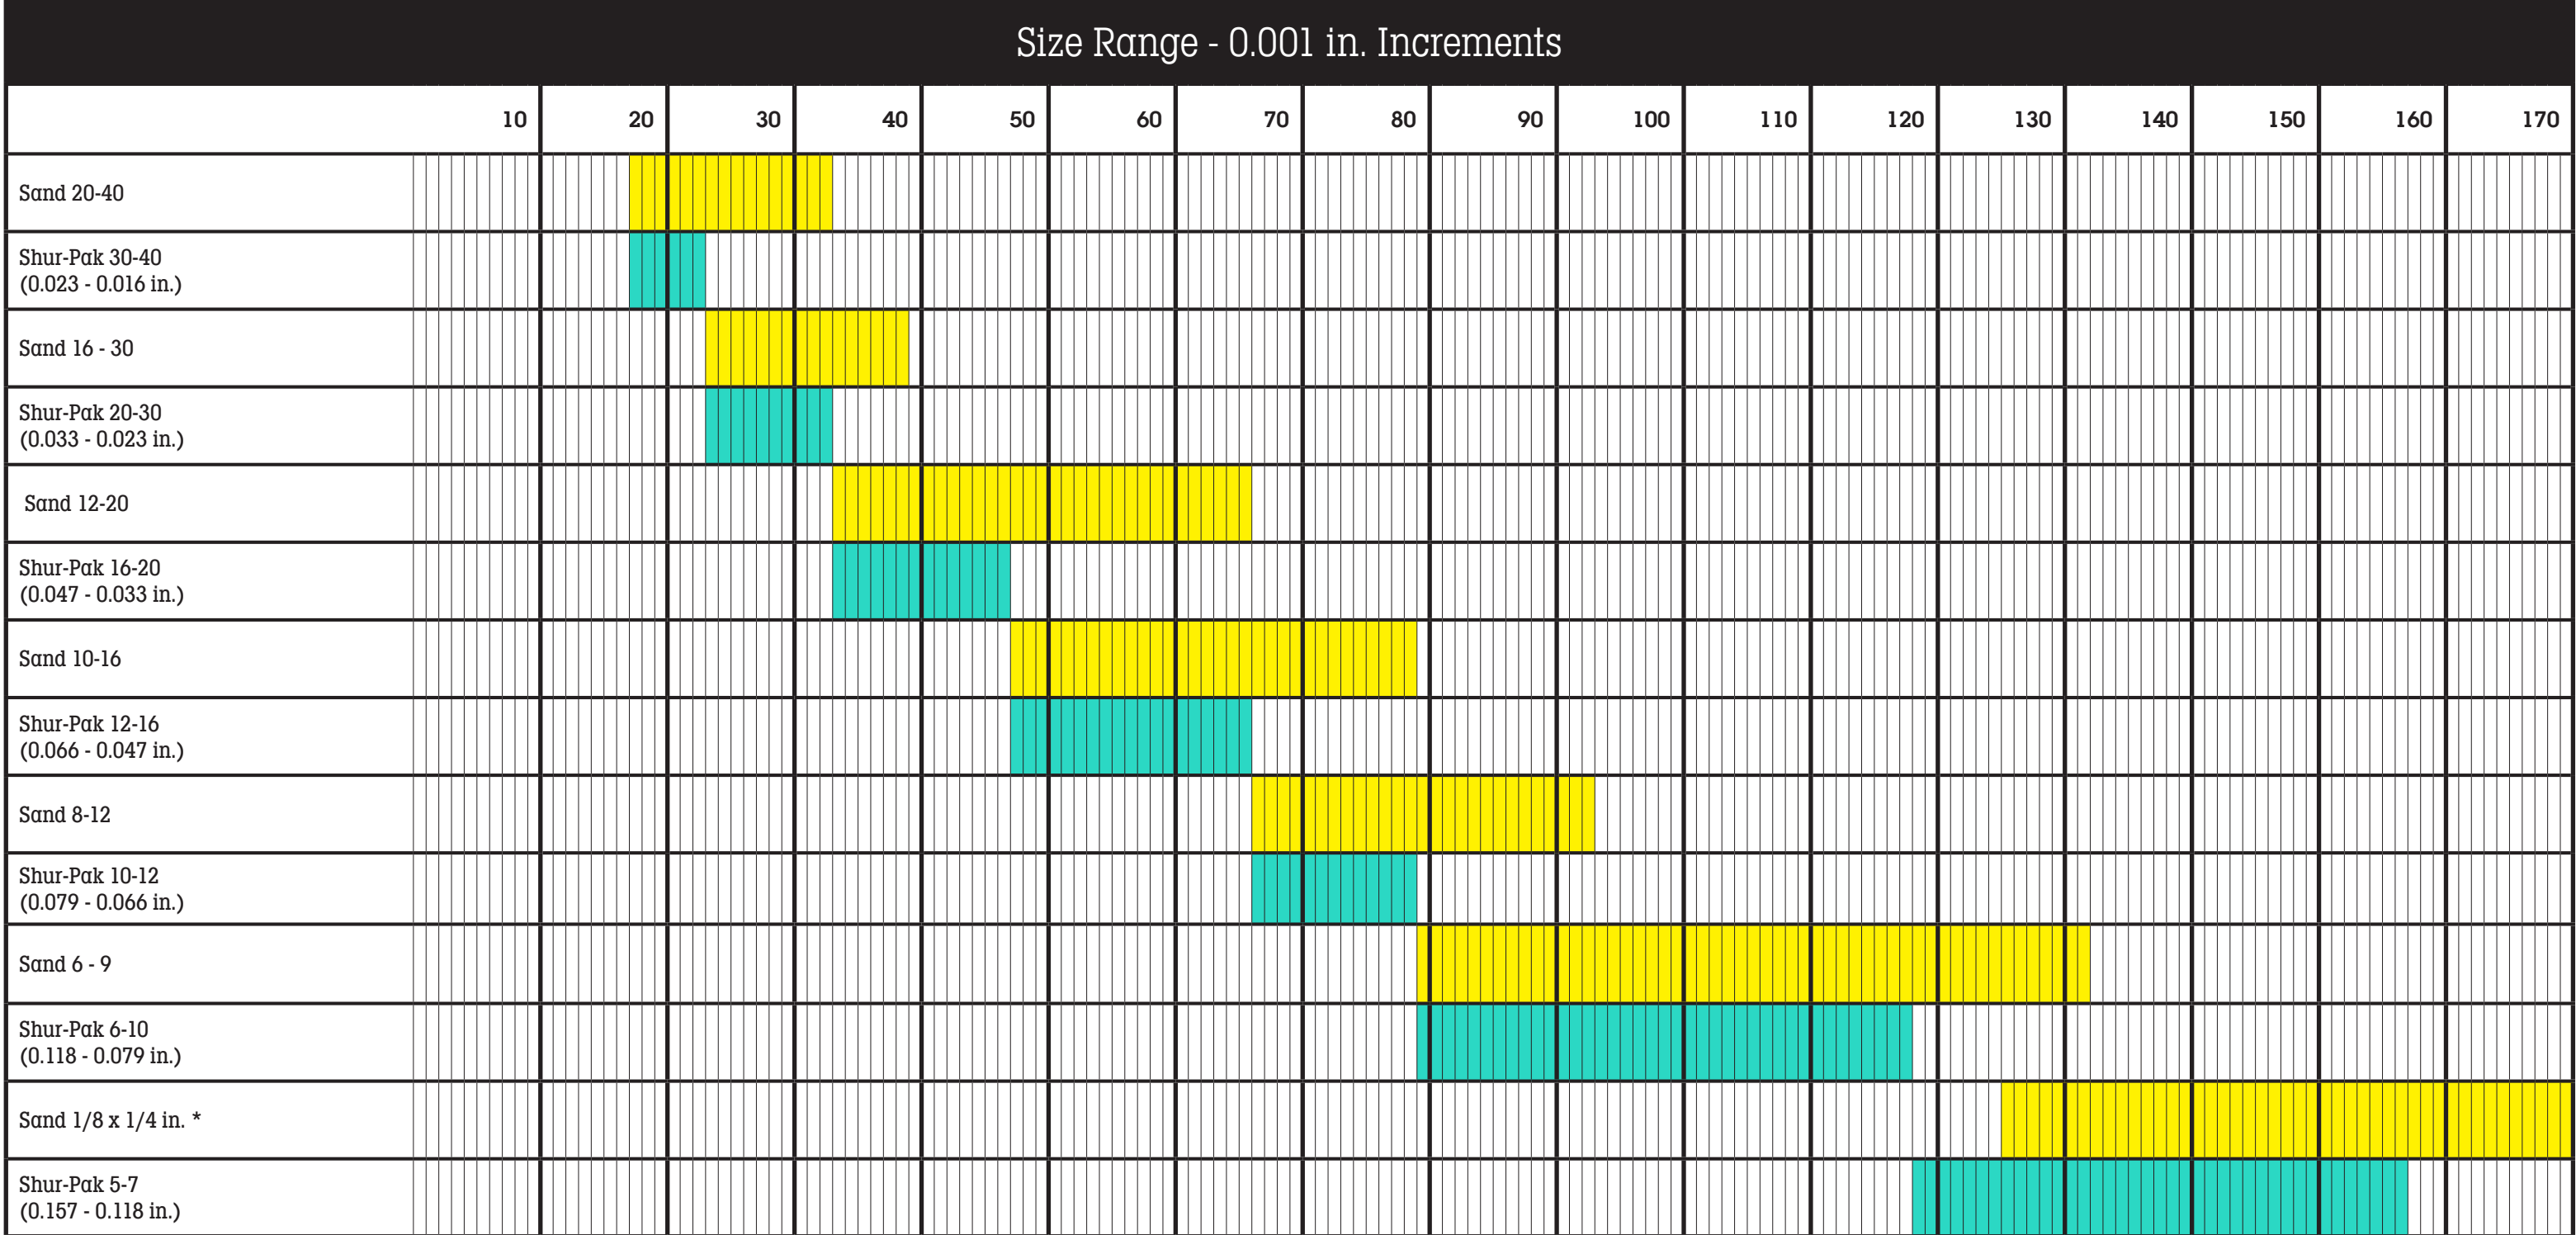 Size Range - 0.001 in. Increments
10 20 30 40 50 60 70 80 90 100 110 120 130 140 150 160 170
Sand 20-40
Shur-Pak 30-40
(0.023 - 0.016 in.)
Sand 16 - 30
Shur-Pak 20-30
(0.033 - 0.023 in.)
Sand 12-20
Shur-Pak 16-20
(0.047 - 0.033 in.)
Sand 10-16
Shur-Pak 12-16
(0.066 - 0.047 in.)
Sand 8-12
Shur-Pak 10-12
(0.079 - 0.066 in.)
Sand 6 - 9
Shur-Pak 6-10
(0.118 - 0.079 in.)
Sand 1/8 x 1/4 in. *
Shur-Pak 5-7
(0.157 - 0.118 in.)